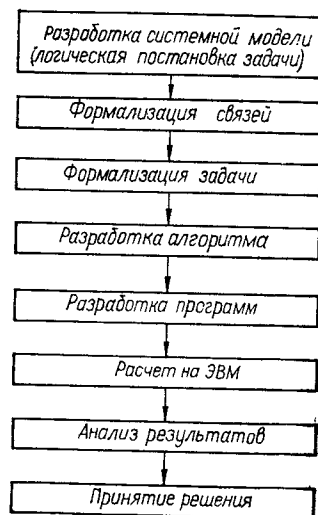 Разработка системной модели
(логическая постановка задачи)
Формализация связей
Формализация задачи
Разработка алгоритма
Разработка программ
Расчет на ЭВМ
Анализ результатов
Принятие решения